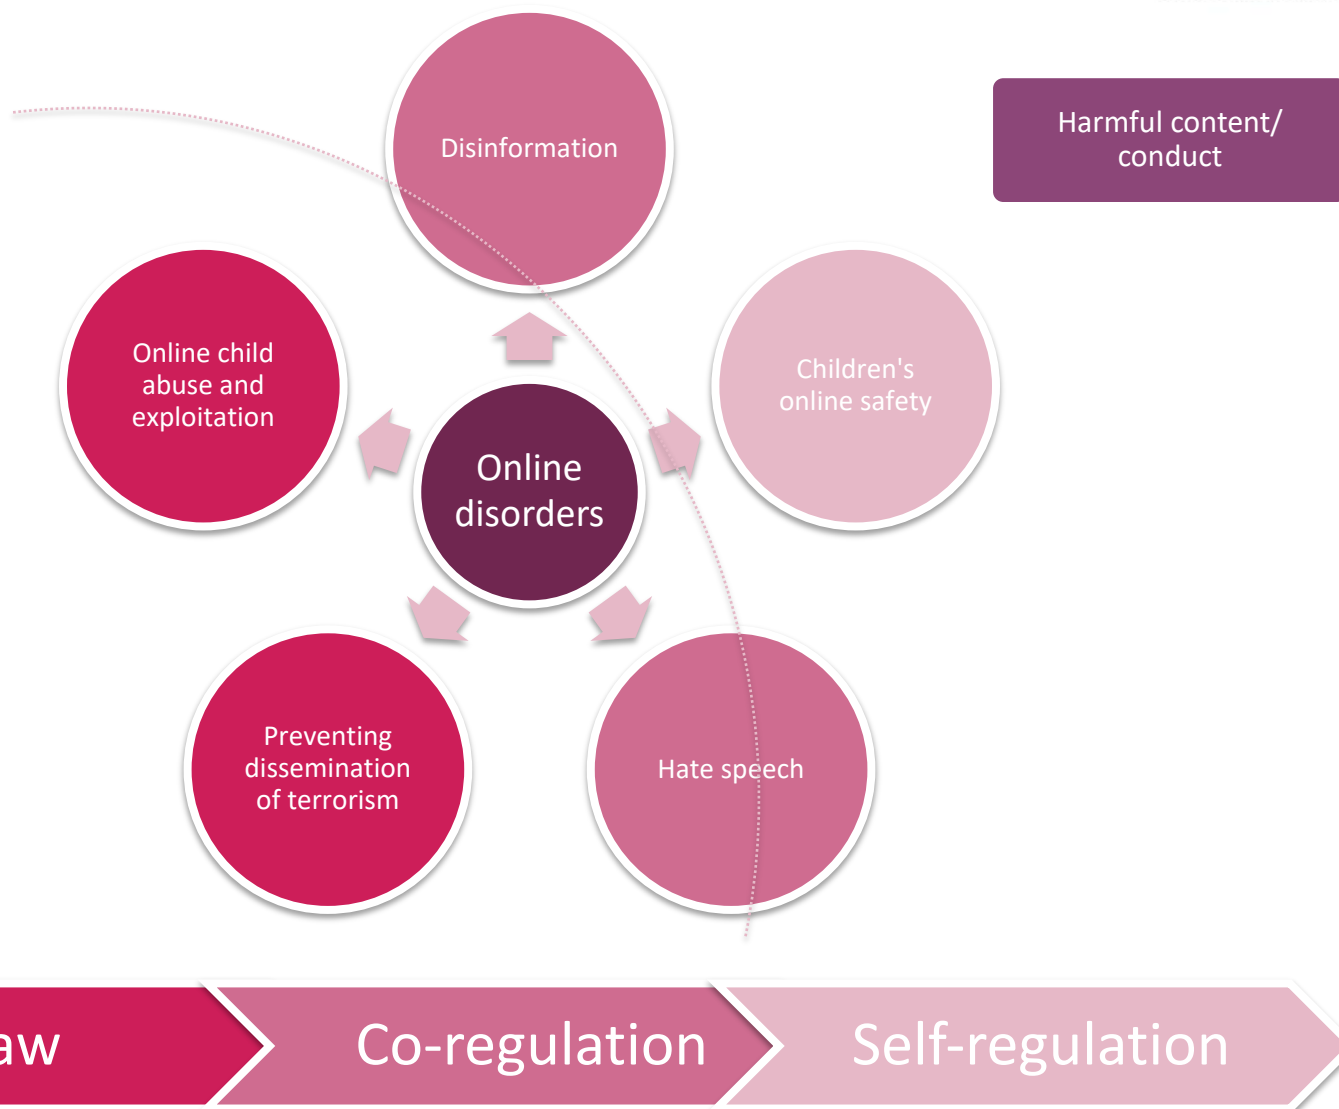 Disinformation
Harmful content/
conduct
Online child
abuse and
exploitation
Children's
online safety
Online
disorders
Preventing
dissemination
of terrorism
Hate speech
aw
Co-regulation
Self-regulation